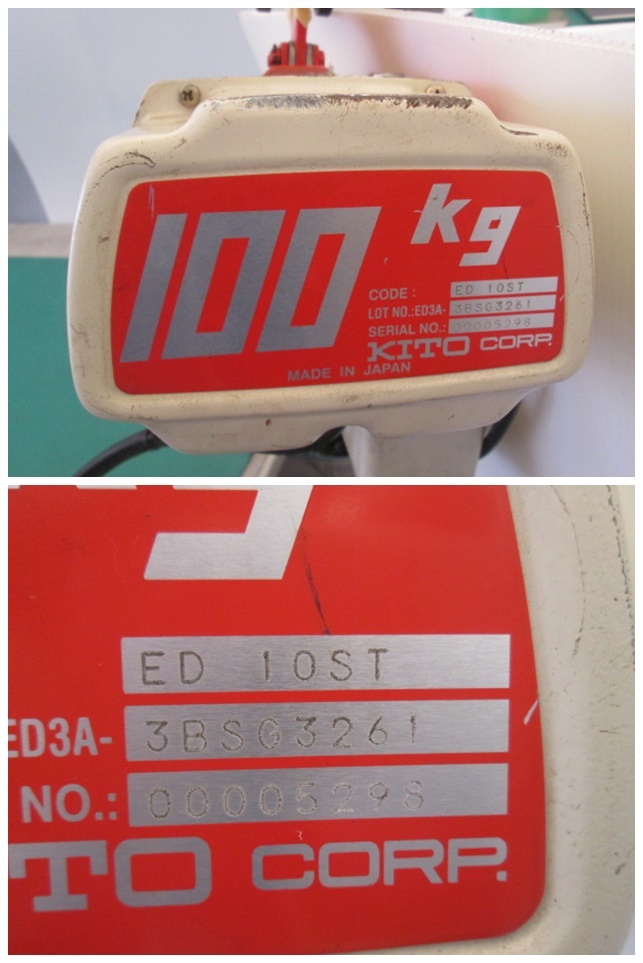 100 kg
CODE: ED 10ST
LOT NO.:ED3A- 3BSG3261
SERIAL NO.: 00005298
KITO CORP.
MADE IN JAPAN
ED 10ST
ED3A- 3BSG3261
NO.: 00005298
TO CORP.